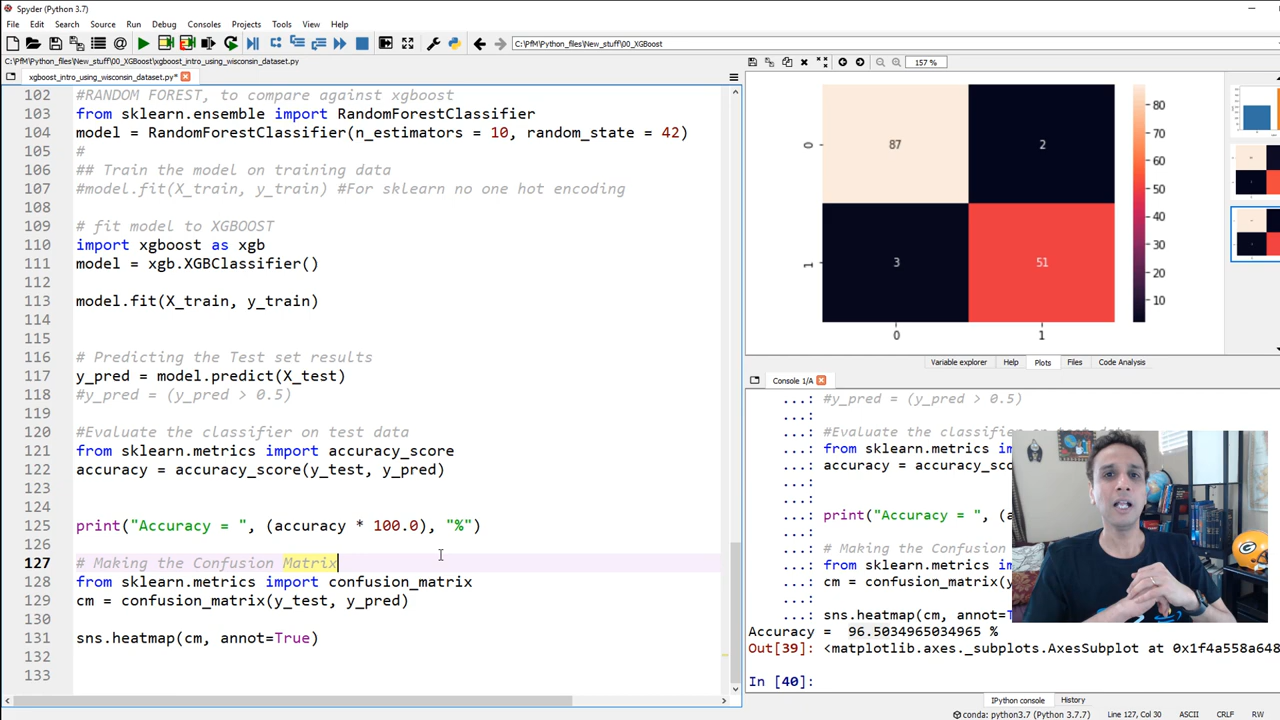 Spyder (Python 3.7)
File Edit Search Source Run Debug Consoles Projects Tools View Help
C:\PfM\Python_files\New_stuff\00_XGBoost
C:\PfM\Python_files\New_stuff\00_XGBoost\xgboost_intro_using_wisconsin_dataset.py
xgboost_intro_using_wisconsin_dataset.py*
102 #RANDOM FOREST, to compare against xgboost
103 from sklearn.ensemble import RandomForestClassifier
104 model = RandomForestClassifier(n_estimators = 10, random_state = 42)
105 #
106 ## Train the model on training data
107 #model.fit(X_train, y_train) #For sklearn no one hot encoding
108
109 # fit model to XGBOOST
110 import xgboost as xgb
111 model = xgb.XGBClassifier()
112
113 model.fit(X_train, y_train)
114
115
116 # Predicting the Test set results
117 y_pred = model.predict(X_test)
118 #y_pred = (y_pred > 0.5)
119
120 #Evaluate the classifier on test data
121 from sklearn.metrics import accuracy_score
122 accuracy = accuracy_score(y_test, y_pred)
123
124
125 print("Accuracy = ", (accuracy * 100.0), "%")
126
127 # Making the Confusion Matrix
128 from sklearn.metrics import confusion_matrix
129 cm = confusion_matrix(y_test, y_pred)
130
131 sns.heatmap(cm, annot=True)
132
133
157 %
0 87 2
1 3 51
0 1
80
70
60
50
40
30
20
10
Variable explorer Help Plots Files Code Analysis
Console 1/A
...: #y_pred = (y_pred > 0.5)
...:
...: #Evaluate the classifier on test data
...: from sklearn.metrics im
...: accuracy = accuracy_sco
...:
...:
...: print("Accuracy = ", (a
...:
...: # Making the Confusion
...: from sklearn.metrics im
...: cm = confusion_matrix(y
...:
...: sns.heatmap(cm, annot=T
Accuracy = 96.5034965034965 %
Out[39]: <matplotlib.axes._subplots.AxesSubplot at 0x1f4a558a648
In [40]:
IPython console History
conda: python3.7 (Python 3.7.7) Line 127, Col 30 ASCII CRLF RW